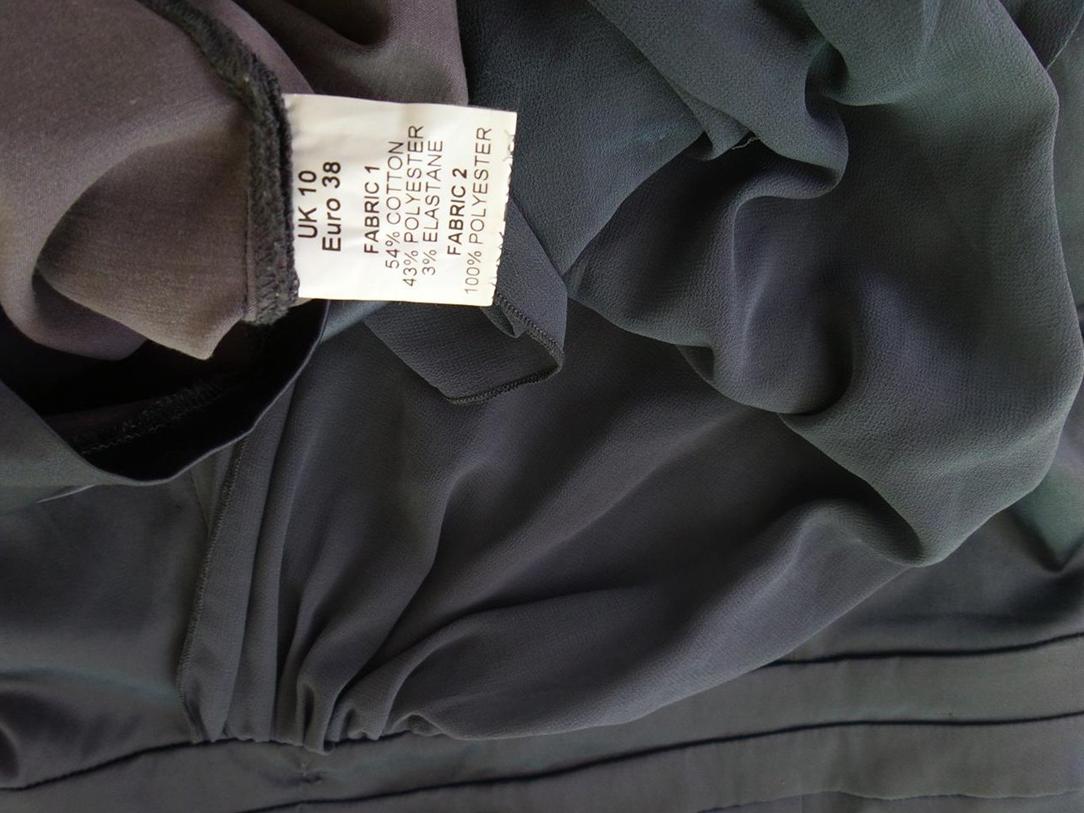 UK 10
Euro 38
FABRIC 1
54% COTTON
43% POLYESTER
3% ELASTANE
FABRIC 2
100% POLYESTER